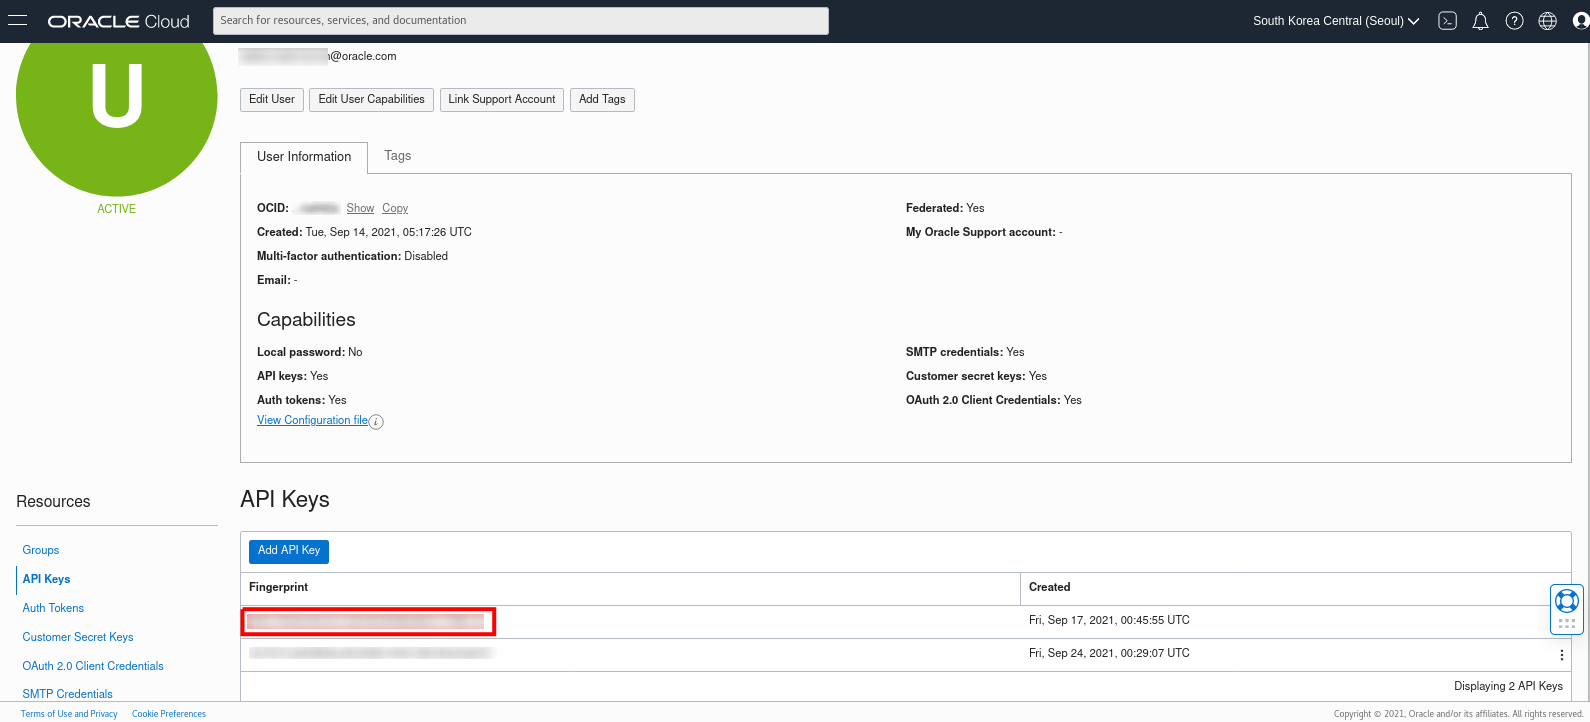 ORACLE Cloud
Search for resources, services, and documentation
South Korea Central (Seoul)
@oracle.com
U
ACTIVE
Edit User
Edit User Capabilities
Link Support Account
Add Tags
User Information
Tags
OCID: Show Copy
Created: Tue, Sep 14, 2021, 05:17:26 UTC
Multi-factor authentication: Disabled
Email: -
Federated: Yes
My Oracle Support account: -
Capabilities
Local password: No
API keys: Yes
Auth tokens: Yes
View Configuration file i
SMTP credentials: Yes
Customer secret keys: Yes
OAuth 2.0 Client Credentials: Yes
Resources
Groups
API Keys
Auth Tokens
Customer Secret Keys
OAuth 2.0 Client Credentials
SMTP Credentials
API Keys
Add API Key
Fingerprint
Created
Fri, Sep 17, 2021, 00:45:55 UTC
Fri, Sep 24, 2021, 00:29:07 UTC
Displaying 2 API Keys
Terms of Use and Privacy
Cookie Preferences
Copyright © 2021, Oracle and/or its affiliates. All rights reserved.